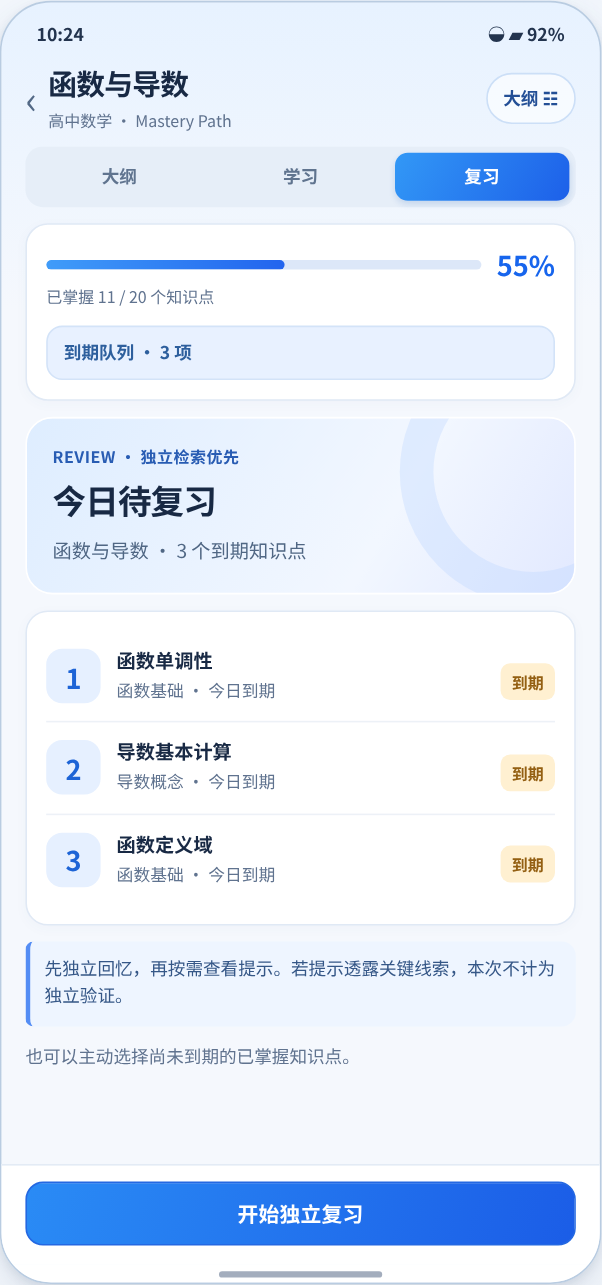 10:24
92%
函数与导数
高中数学 · Mastery Path
大纲
大纲
学习
复习
55%
已掌握 11 / 20 个知识点
到期队列 · 3 项
REVIEW · 独立检索优先
今日待复习
函数与导数 · 3 个到期知识点
1
函数单调性
函数基础 · 今日到期
到期
2
导数基本计算
导数概念 · 今日到期
到期
3
函数定义域
函数基础 · 今日到期
到期
先独立回忆，再按需查看提示。若提示透露关键线索，本次不计为
独立验证。
也可以主动选择尚未到期的已掌握知识点。
开始独立复习